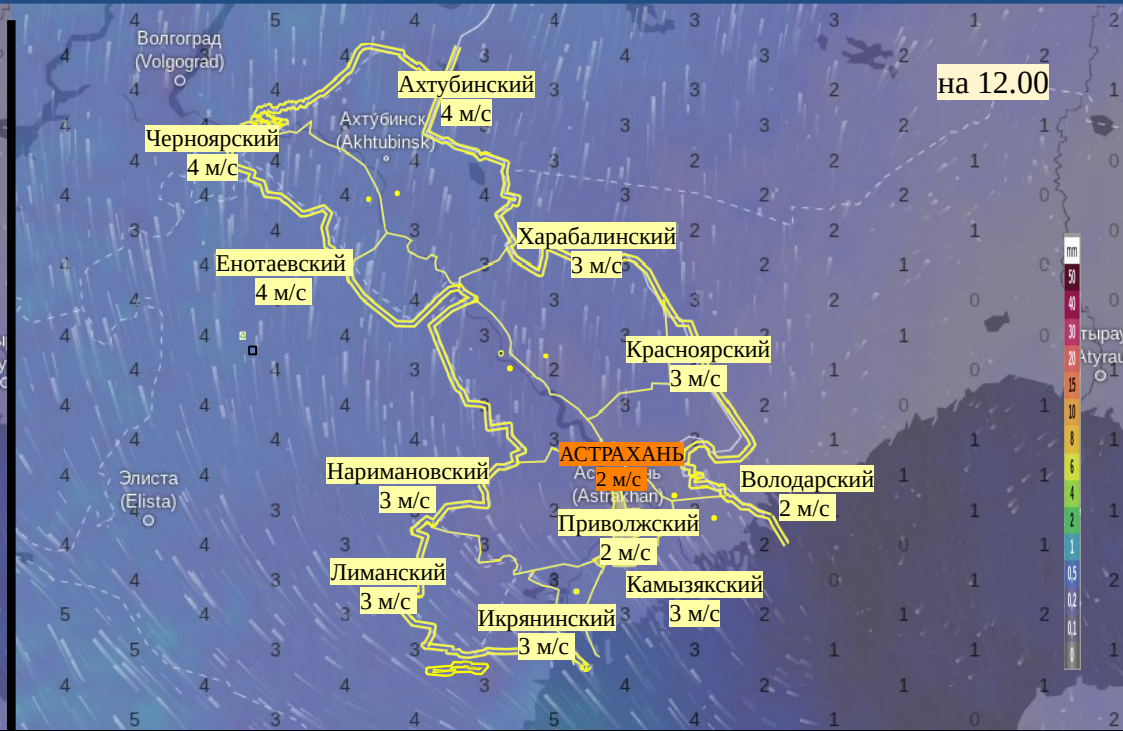 Волгоград
(Volgograd)
на 12.00
Ахтубинский
4 м/с
Ахтубинск
(Akhtubinsk)
Черноярский
4 м/с
Харабалинский
3 м/с
Енотаевский
4 м/с
mm
50
40
30
20
15
10
8
6
4
2
1
0,5
0,2
0,1
0
тырау
Atyrau
Красноярский
3 м/с
АСТРАХАНЬ
2 м/с
(Astrakhan)
Наримановский
3 м/с
Элиста
(Elista)
Володарский
2 м/с
Приволжский
2 м/с
Лиманский
3 м/с
Камызякский
3 м/с
Икрянинский
3 м/с